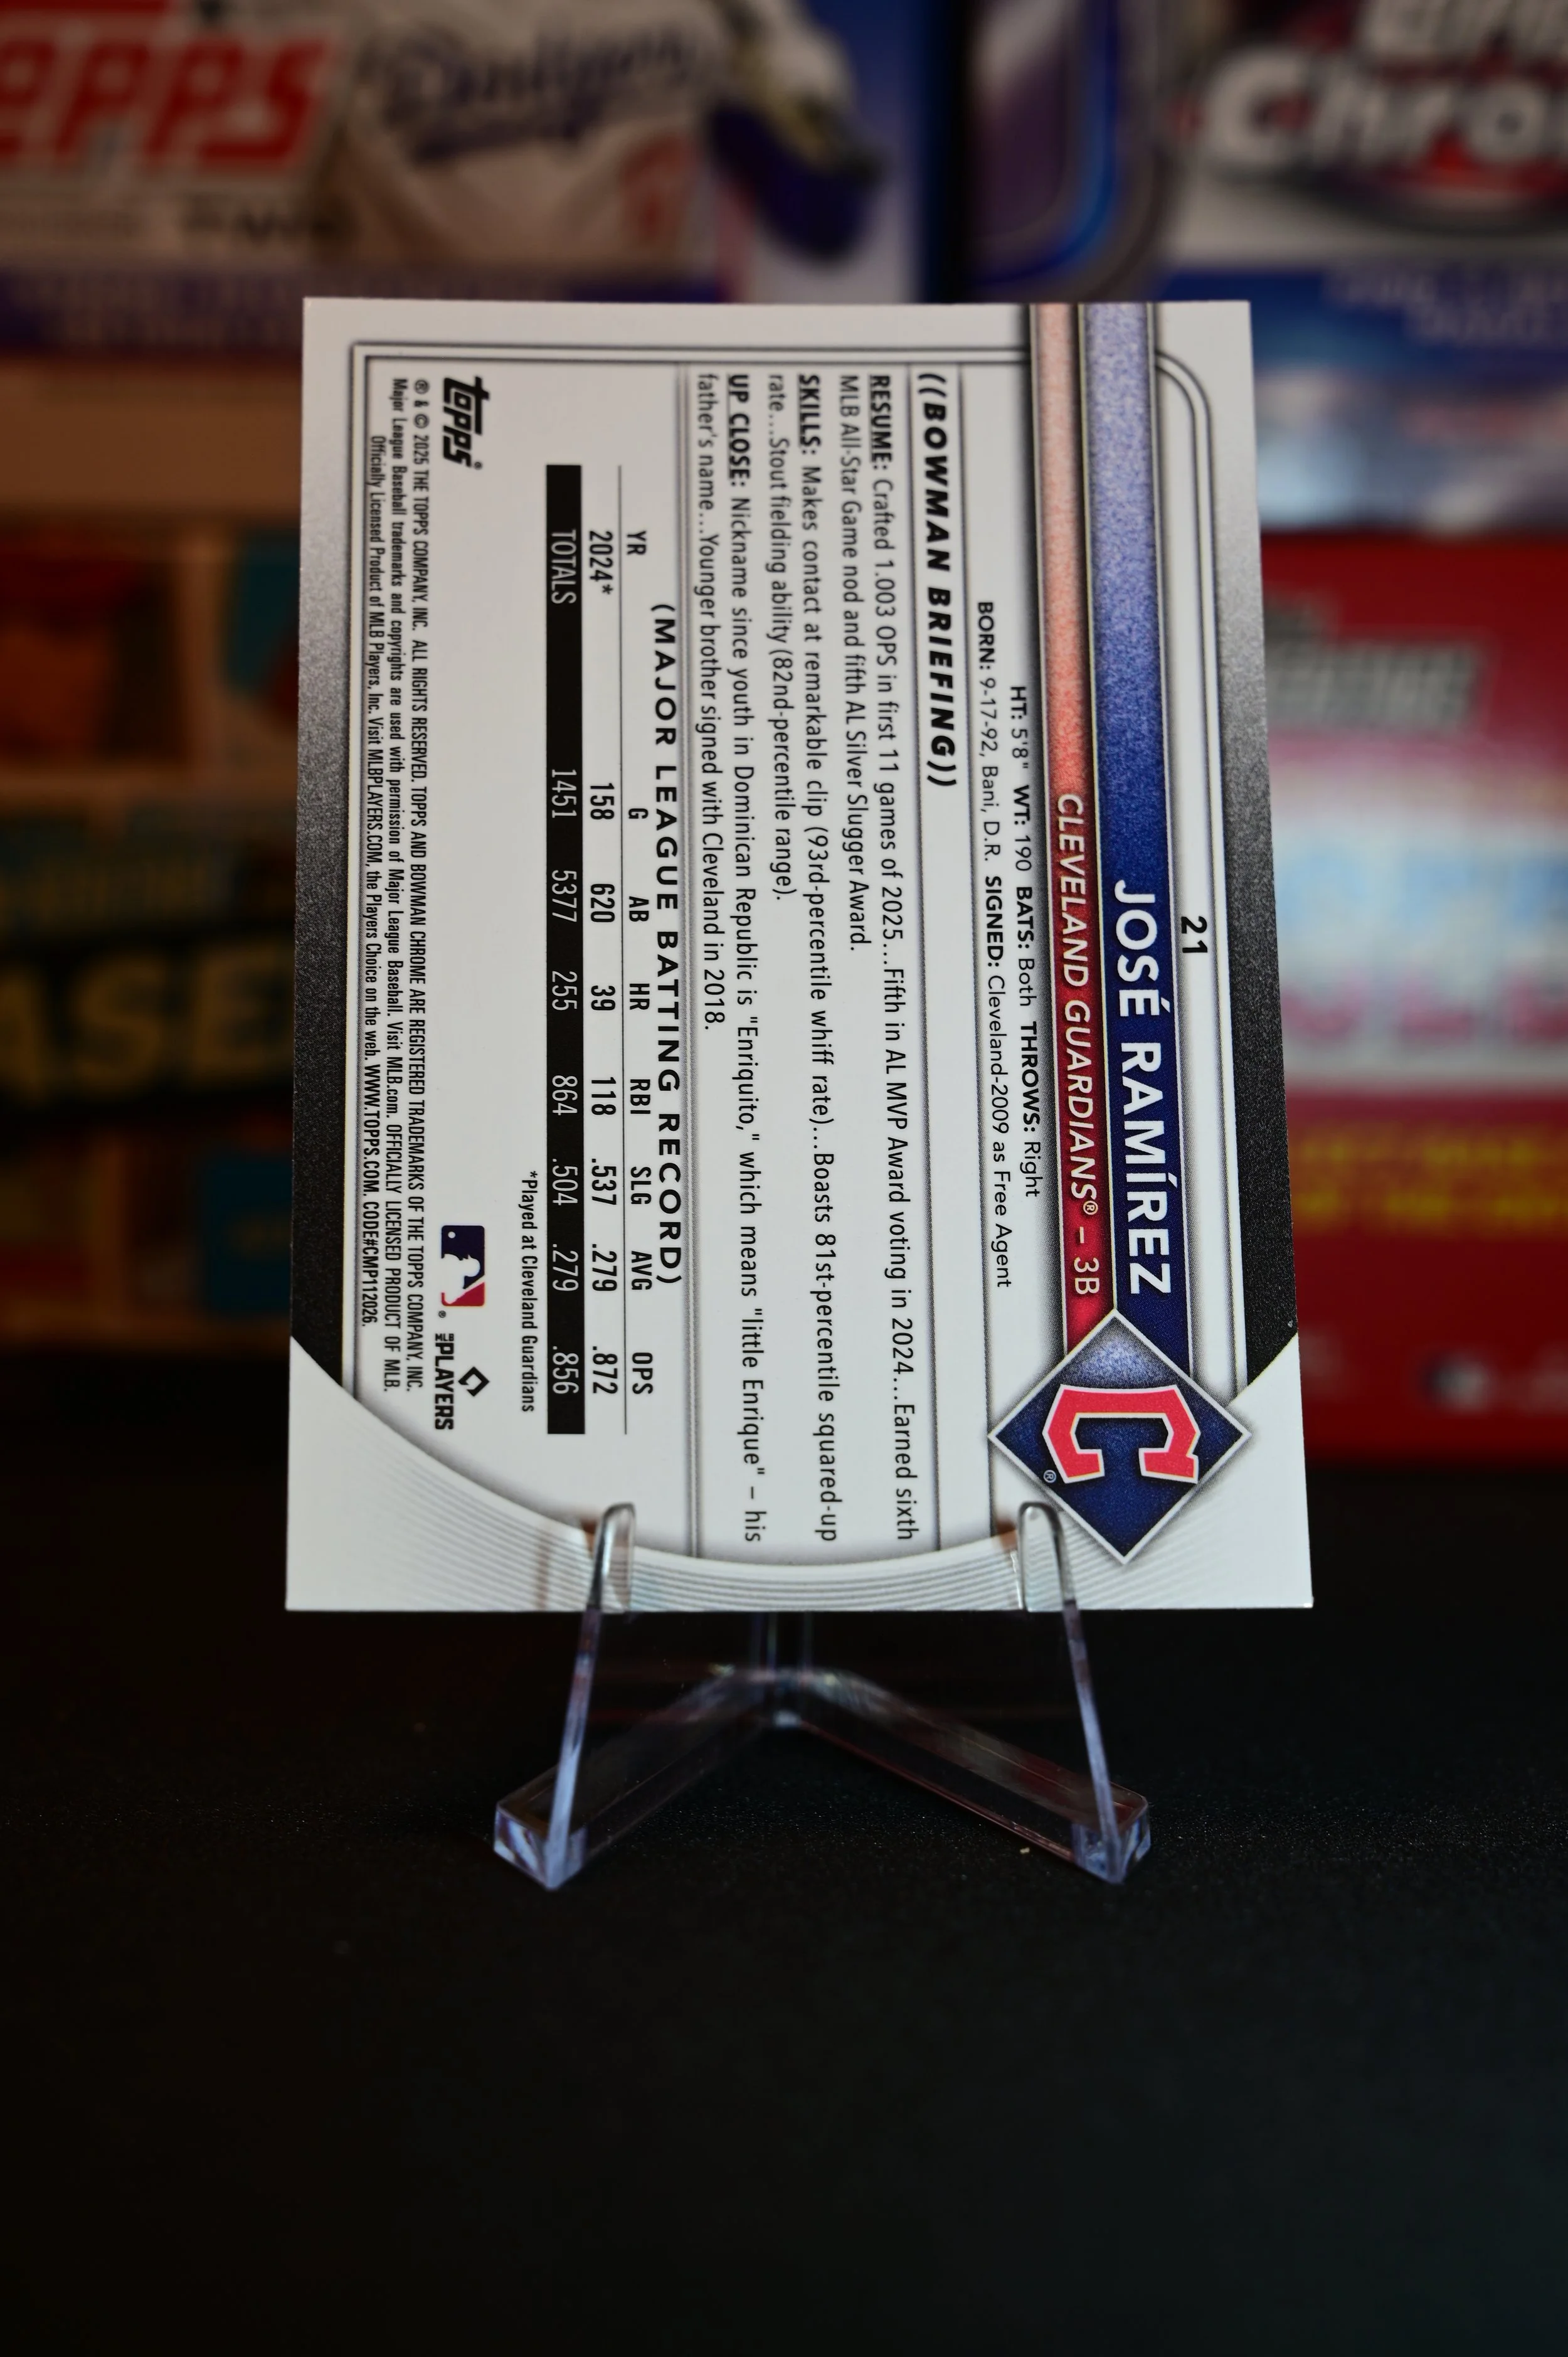 21
JOSÉ RAMÍREZ
CLEVELAND GUARDIANS® – 3B
C®
HT: 5'8" WT: 190 BATS: Both THROWS: Right
BORN: 9-17-92, Bani, D.R. SIGNED: Cleveland-2009 as Free Agent
((BOWMAN BRIEFING))
RESUME: Crafted 1.003 OPS in first 11 games of 2025...Fifth in AL MVP Award voting in 2024...Earned sixth
MLB All-Star Game nod and fifth AL Silver Slugger Award.
SKILLS: Makes contact at remarkable clip (93rd-percentile whiff rate)...Boasts 81st-percentile squared-up
rate...Stout fielding ability (82nd-percentile range).
UP CLOSE: Nickname since youth in Dominican Republic is "Enriquito," which means "little Enrique" – his
father's name...Younger brother signed with Cleveland in 2018.
(MAJOR LEAGUE BATTING RECORD)
YR G AB HR RBI SLG AVG OPS
2024* 158 620 39 118 .537 .279 .872
TOTALS 1451 5377 255 864 .504 .279 .856
*Played at Cleveland Guardians
topps®
® MLB PLAYERS
® & © 2025 THE TOPPS COMPANY, INC. ALL RIGHTS RESERVED. TOPPS AND BOWMAN CHROME ARE REGISTERED TRADEMARKS OF THE TOPPS COMPANY, INC.
Major League Baseball trademarks and copyrights are used with permission of Major League Baseball. Visit MLB.com. OFFICIALLY LICENSED PRODUCT OF MLB
Officially Licensed Product of MLB Players, Inc. Visit MLBPLAYERS.COM, the Players Choice on the web. WWW.TOPPS.COM. CODE#CMP112026.
TOPPS
Dodgers
Chro